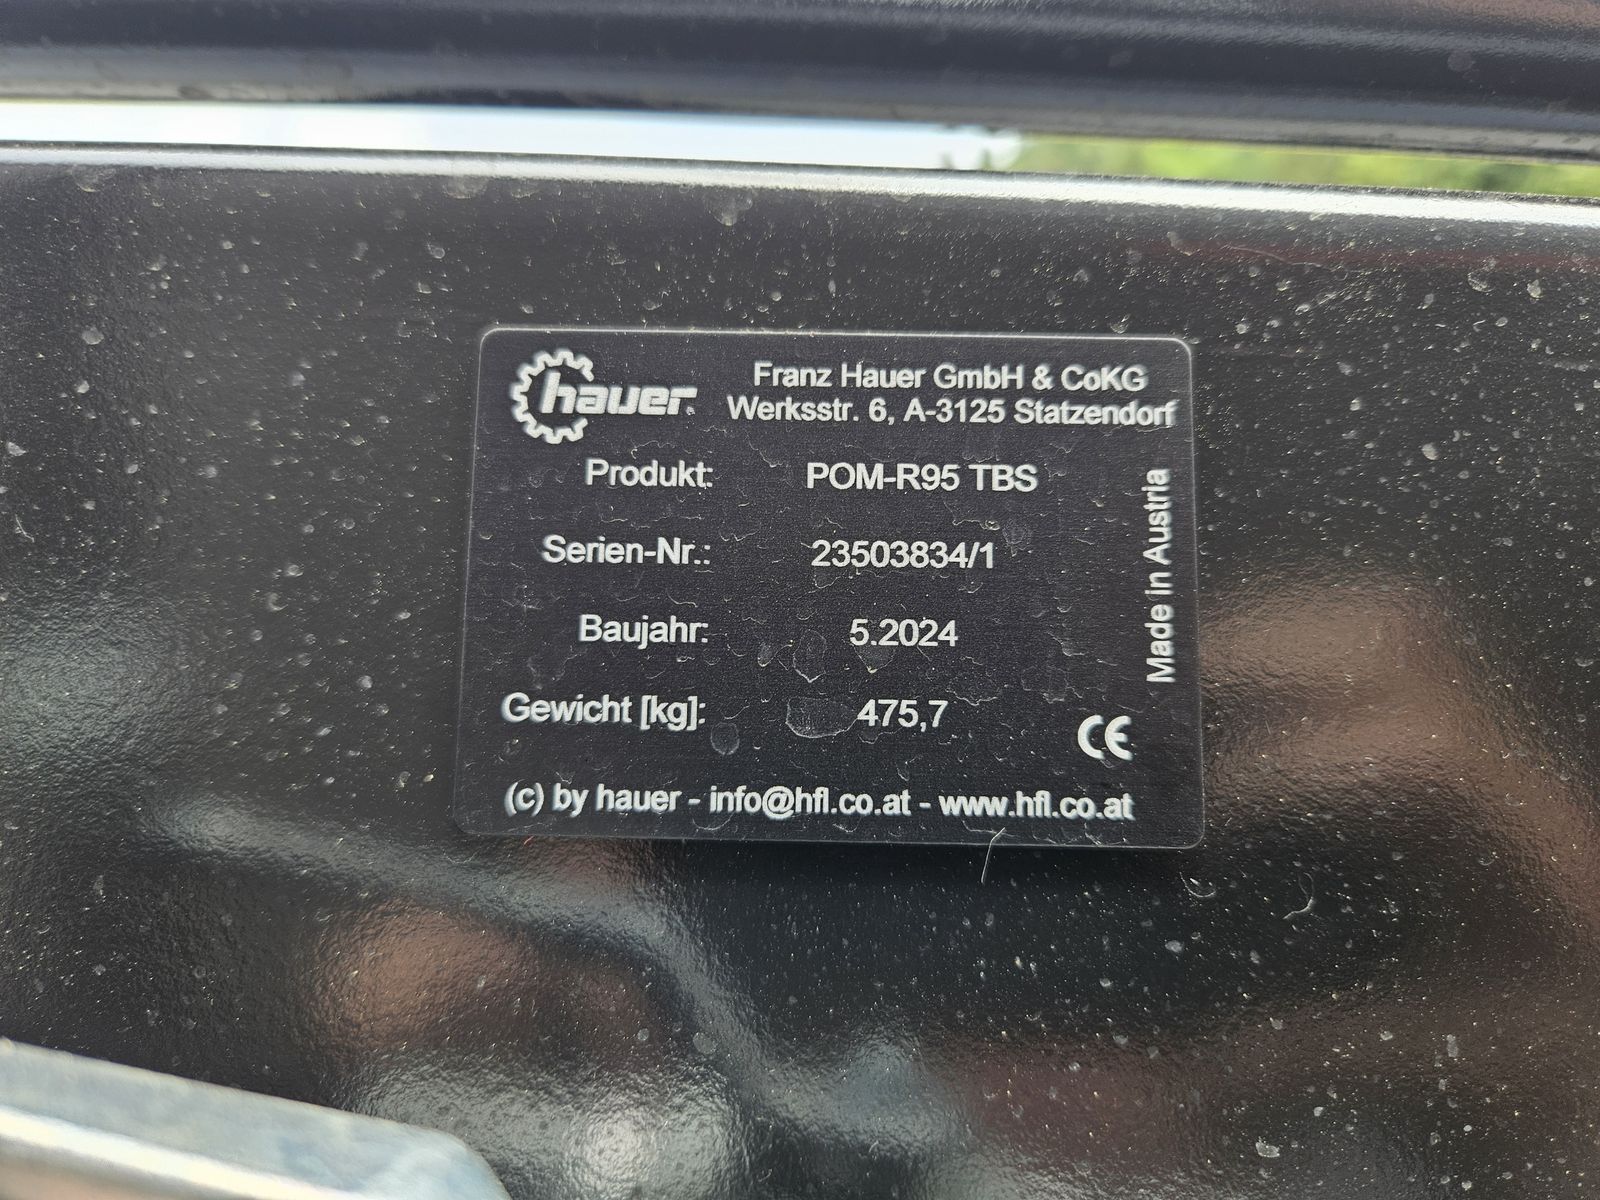 hauer
Franz Hauer GmbH & CoKG
Werksstr. 6, A-3125 Statzendorf
Produkt: POM-R95 TBS
Serien-Nr.: 23503834/1
Baujahr: 5.2024
Gewicht [kg]: 475,7
Made in Austria
CE
(c) by hauer - info@hfl.co.at - www.hfl.co.at